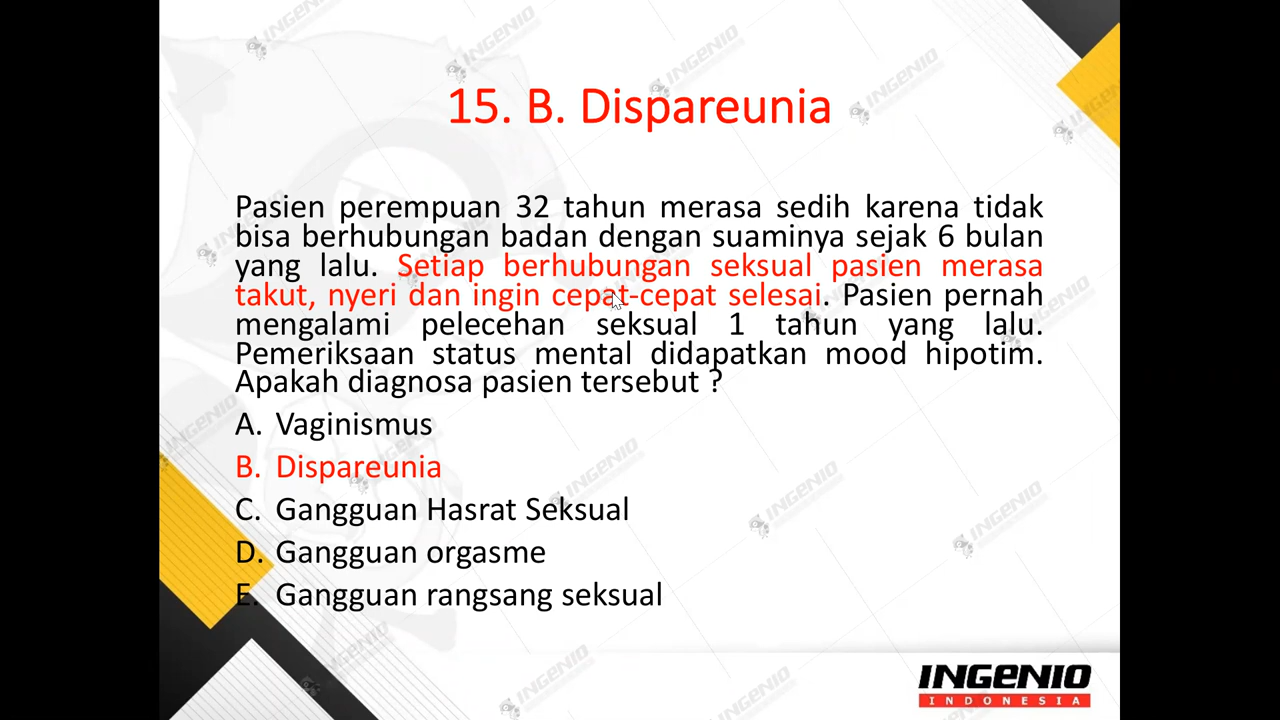 15. B. Dispareunia
Pasien perempuan 32 tahun merasa sedih karena tidak
bisa berhubungan badan dengan suaminya sejak 6 bulan
yang lalu. Setiap berhubungan seksual pasien merasa
takut, nyeri dan ingin cepat-cepat selesai. Pasien pernah
mengalami pelecehan seksual 1 tahun yang lalu.
Pemeriksaan status mental didapatkan mood hipotim.
Apakah diagnosa pasien tersebut ?
A. Vaginismus
B. Dispareunia
C. Gangguan Hasrat Seksual
D. Gangguan orgasme
E. Gangguan rangsang seksual
INGENIO
INDONESIA